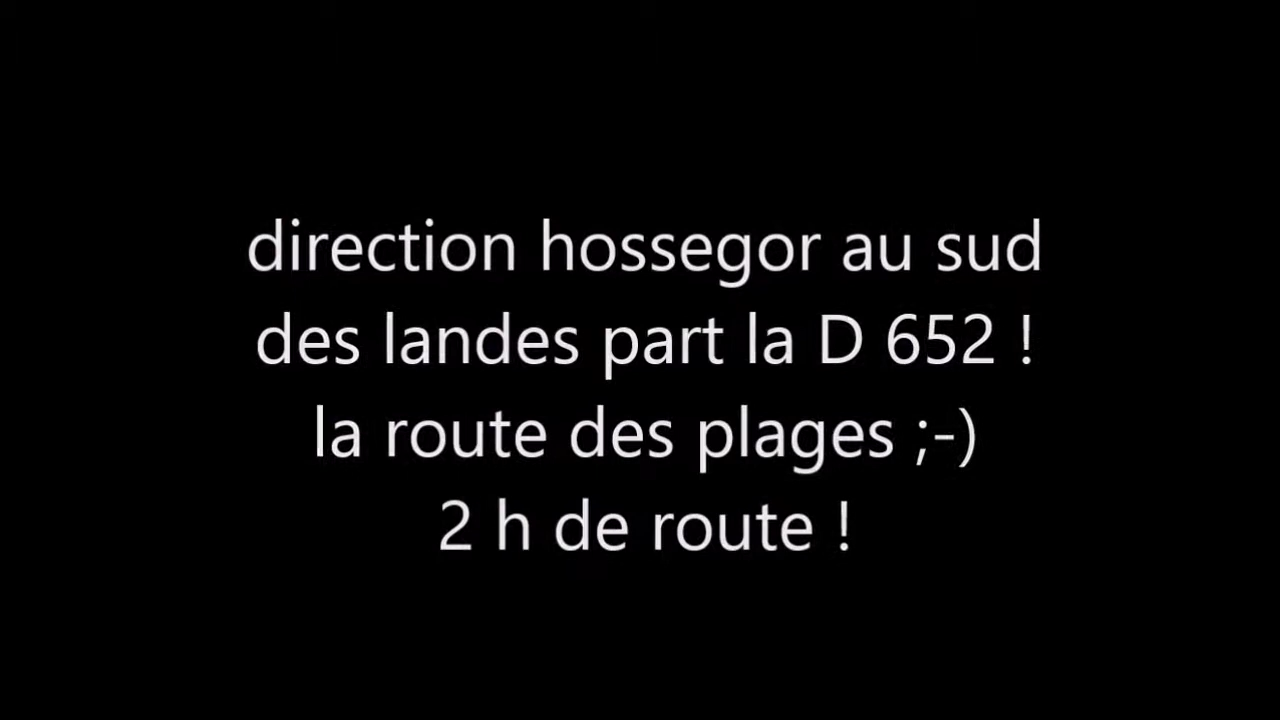 direction hossegor au sud
des landes part la D 652 !
la route des plages ;-)
2 h de route !